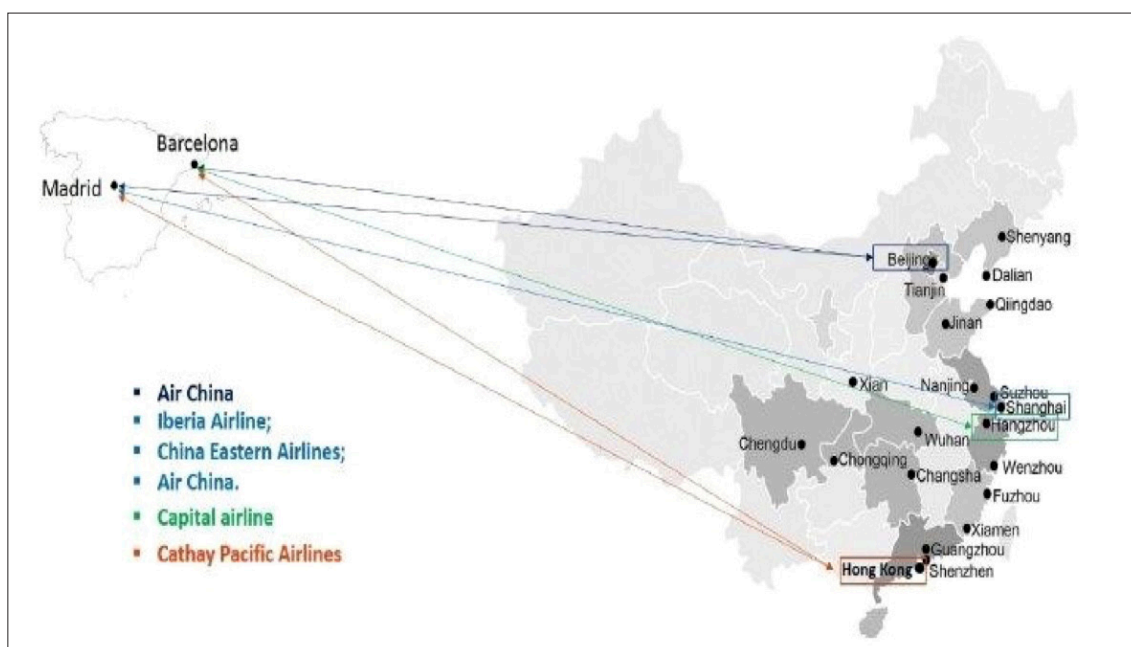 Barcelona
Madrid
Shenyang
Beijing
Dalian
Tianjin
Qiingdao
Jinan
Xian
Nanjing
Suzhou
Shanghai
Hangzhou
Wuhan
Chengdu
Chongqing
Wenzhou
Changsha
Fuzhou
Xiamen
Guangzhou
Hong Kong
Shenzhen
Air China
Iberia Airline;
China Eastern Airlines;
Air China.
Capital airline
Cathay Pacific Airlines